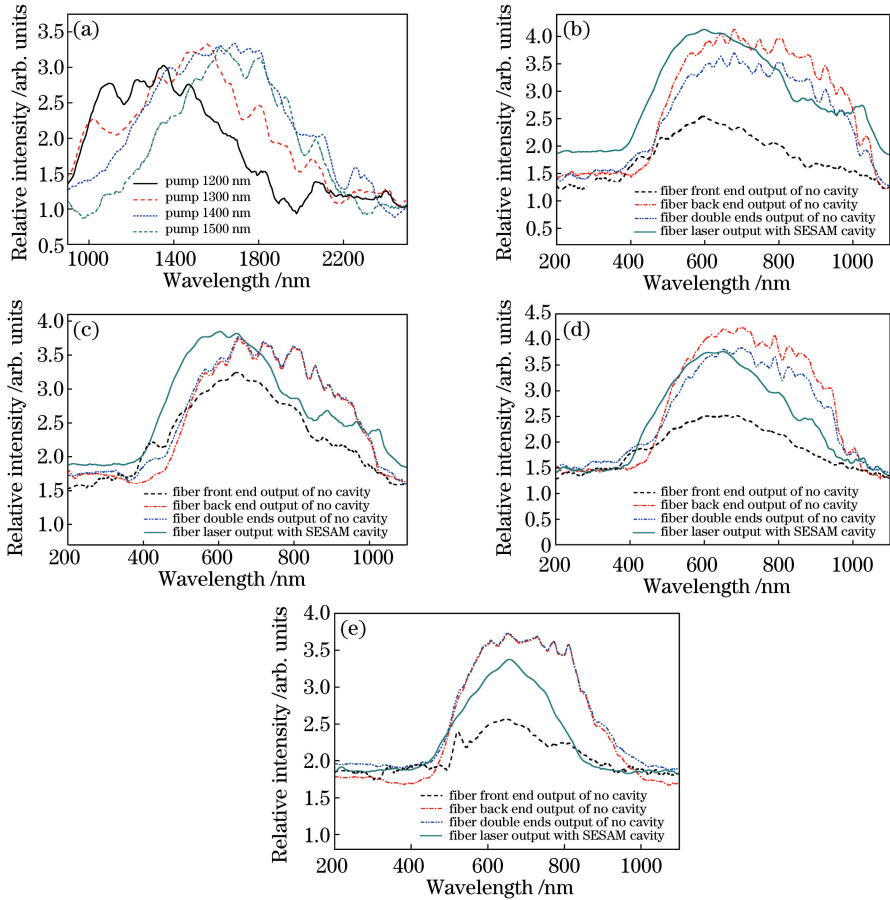 (a)
Relative intensity /arb. units
3.5
3.0
2.5
2.0
1.5
1.0
0.5
pump 1200 nm
pump 1300 nm
pump 1400 nm
pump 1500 nm
1000 1400 1800 2200
Wavelength /nm
(b)
Relative intensity /arb. units
4.0
3.5
3.0
2.5
2.0
1.5
1.0
0.5
fiber front end output of no cavity
fiber back end output of no cavity
fiber double ends output of no cavity
fiber laser output with SESAM cavity
200 400 600 800 1000
Wavelength /nm
(c)
Relative intensity /arb. units
4.0
3.5
3.0
2.5
2.0
1.5
1.0
fiber front end output of no cavity
fiber back end output of no cavity
fiber double ends output of no cavity
fiber laser output with SESAM cavity
200 400 600 800 1000
Wavelength /nm
(d)
Relative intensity /arb. units
4.5
4.0
3.5
3.0
2.5
2.0
1.5
1.0
0.5
0
fiber front end output of no cavity
fiber back end output of no cavity
fiber double ends output of no cavity
fiber laser output with SESAM cavity
200 400 600 800 1000
Wavelength /nm
(e)
Relative intensity /arb. units
4.0
3.5
3.0
2.5
2.0
1.5
1.0
fiber front end output of no cavity
fiber back end output of no cavity
fiber double ends output of no cavity
fiber laser output with SESAM cavity
200 400 600 800 1000
Wavelength /nm